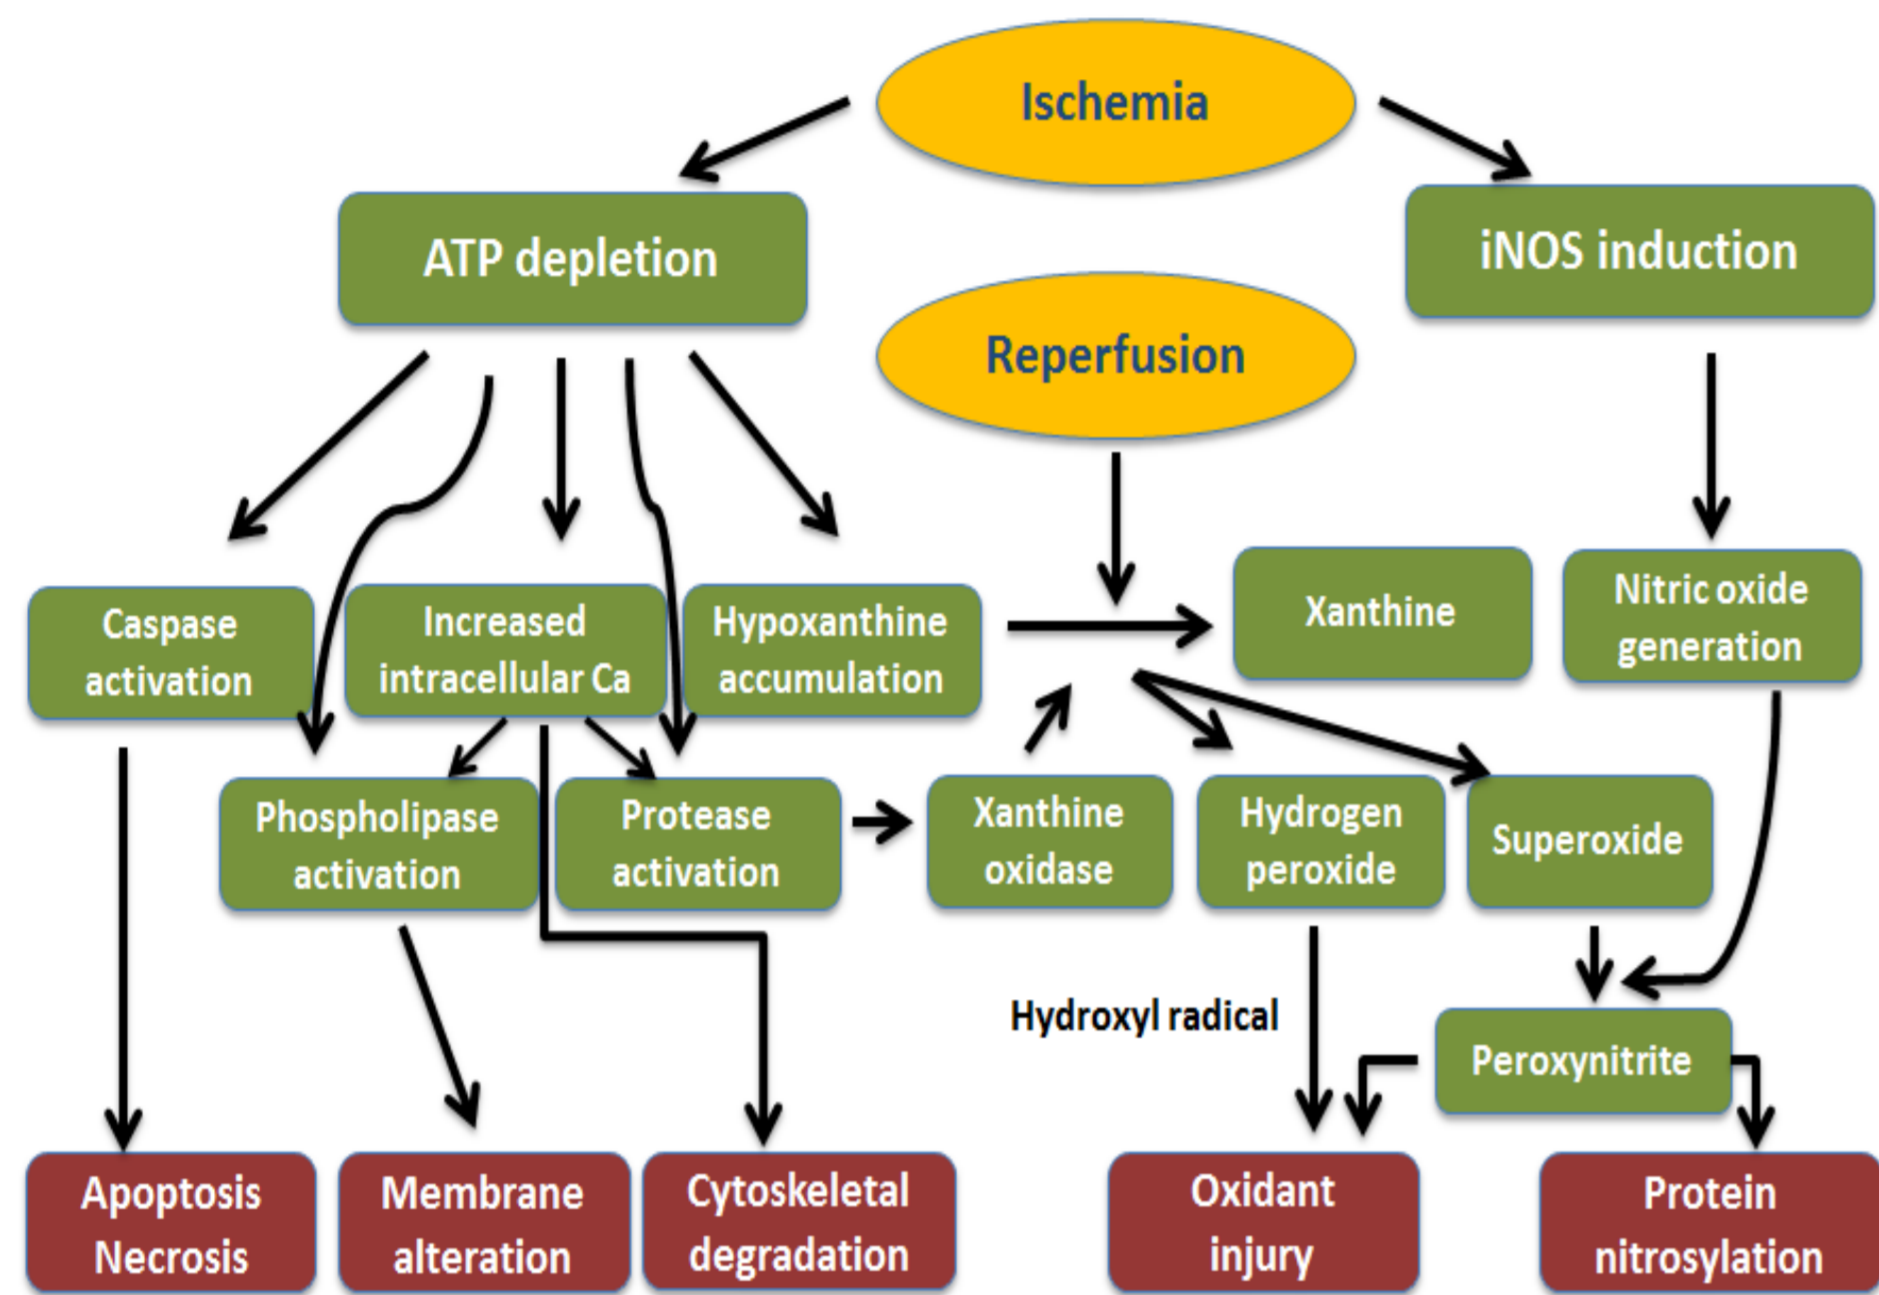 Ischemia
ATP depletion
iNOS induction
Reperfusion
Caspase
activation
Increased
intracellular Ca
Hypoxanthine
accumulation
Xanthine
Nitric oxide
generation
Phospholipase
activation
Protease
activation
Xanthine
oxidase
Hydrogen
peroxide
Superoxide
Hydroxyl radical
Peroxynitrite
Apoptosis
Necrosis
Membrane
alteration
Cytoskeletal
degradation
Oxidant
injury
Protein
nitrosylation